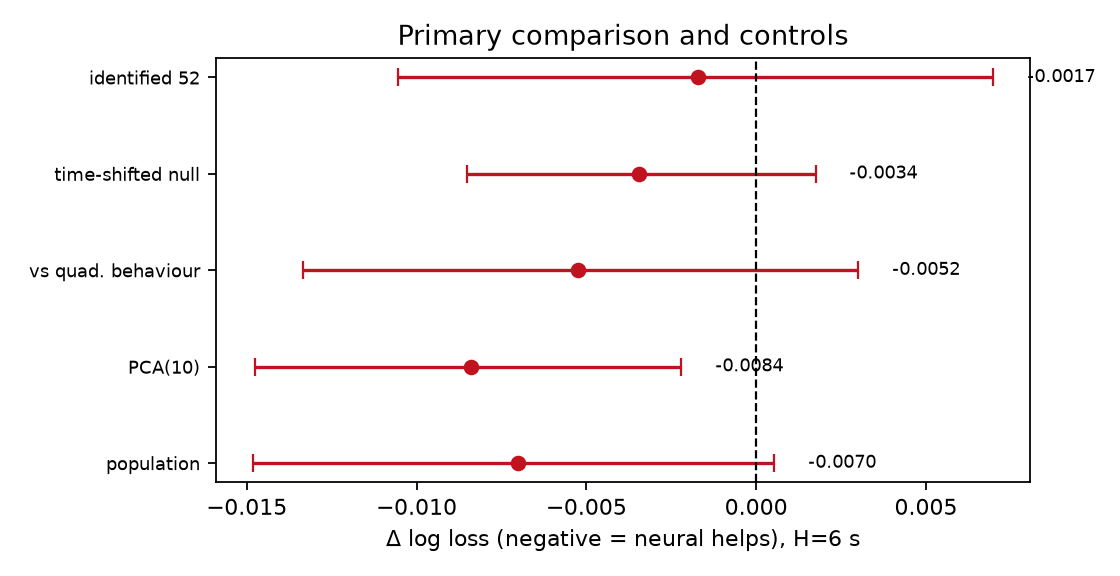 Primary comparison and controls
identified 52
-0.0017
time-shifted null
-0.0034
vs quad. behaviour
-0.0052
PCA(10)
-0.0084
population
-0.0070
−0.015
−0.010
−0.005
0.000
0.005
Δ log loss (negative = neural helps), H=6 s